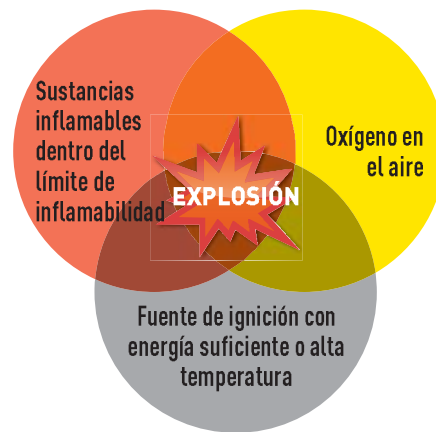 Sustancias
inflamables
dentro del
límite de
inflamabilidad
Oxígeno en
el aire
EXPLOSIÓN
Fuente de ignición con
energía suficiente o alta
temperatura